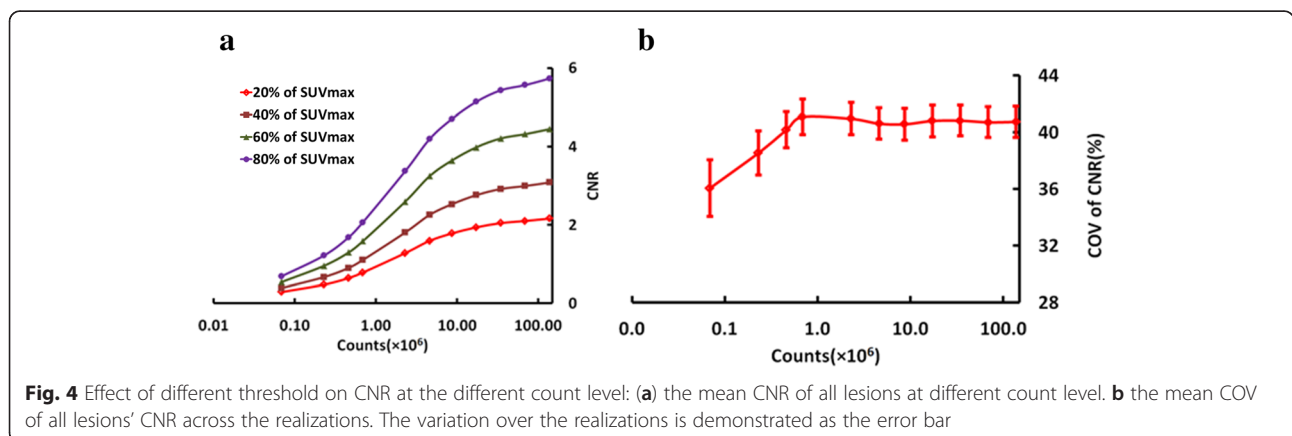 a
20% of SUVmax
40% of SUVmax
60% of SUVmax
80% of SUVmax
6
4
2
0
CNR
0.01 0.10 1.00 10.00 100.00
Counts(×10⁶)
b
44
40
36
32
28
COV of CNR(%)
0.0 0.1 1.0 10.0 100.0
Counts(×10⁶)
Fig. 4 Effect of different threshold on CNR at the different count level: (a) the mean CNR of all lesions at different count level. b the mean COV
of all lesions' CNR across the realizations. The variation over the realizations is demonstrated as the error bar